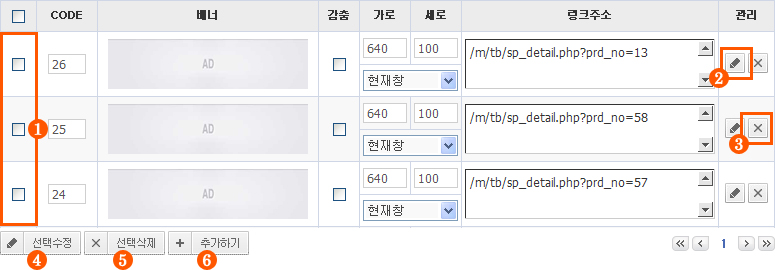 CODE 배너 감춤 가로 세로 링크주소 관리
26 AD 640 100 /m/tb/sp_detail.php?prd_no=13
현재창
2
1
25 AD 640 100 /m/tb/sp_detail.php?prd_no=58
현재창
3
24 AD 640 100 /m/tb/sp_detail.php?prd_no=57
현재창
선택수정 선택삭제 추가하기 1
4 5 6